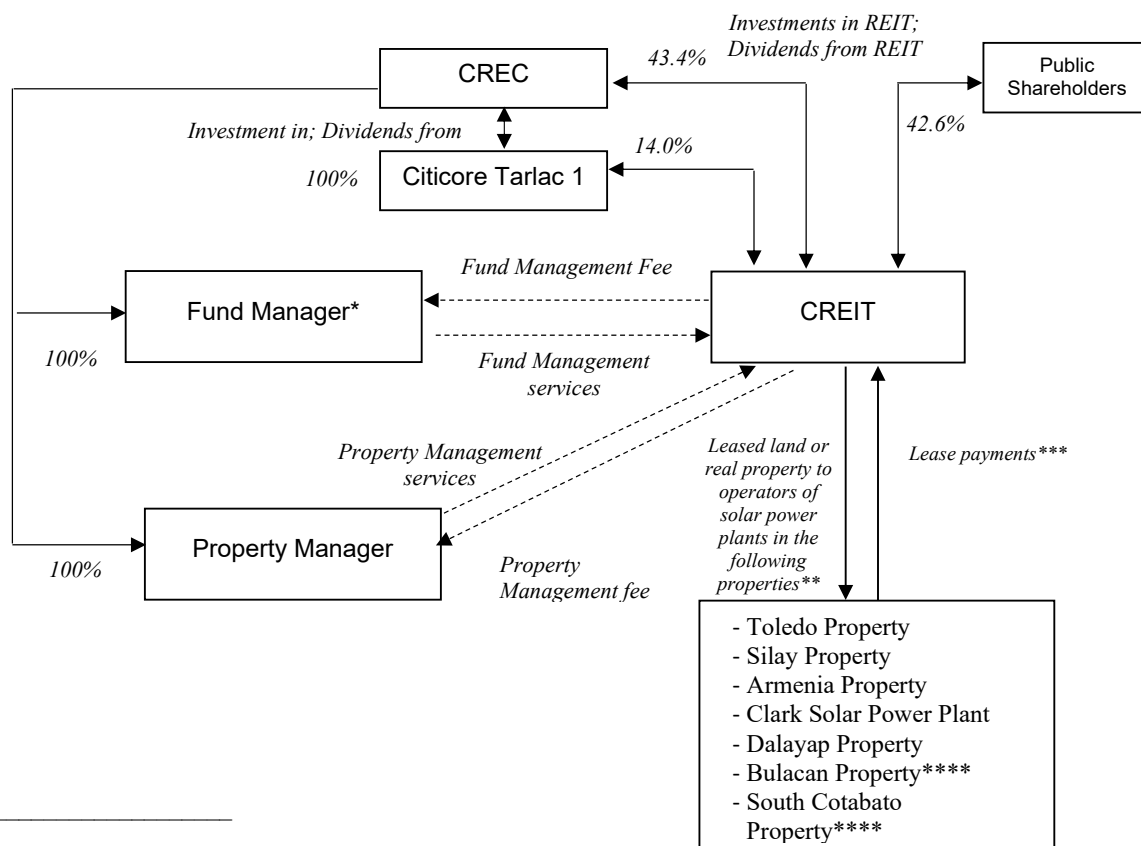 Investments in REIT;
Dividends from REIT
CREC
43.4%
Public
Shareholders
Investment in; Dividends from
42.6%
14.0%
100%
Citicore Tarlac 1
Fund Management Fee
Fund Manager*
CREIT
100%
Fund Management
services
Property Management
services
Leased land or
real property to
operators of
solar power
plants in the
following
properties**
Lease payments***
Property Manager
100%
Property
Management fee
- Toledo Property
- Silay Property
- Armenia Property
- Clark Solar Power Plant
- Dalayap Property
- Bulacan Property****
- South Cotabato
Property****